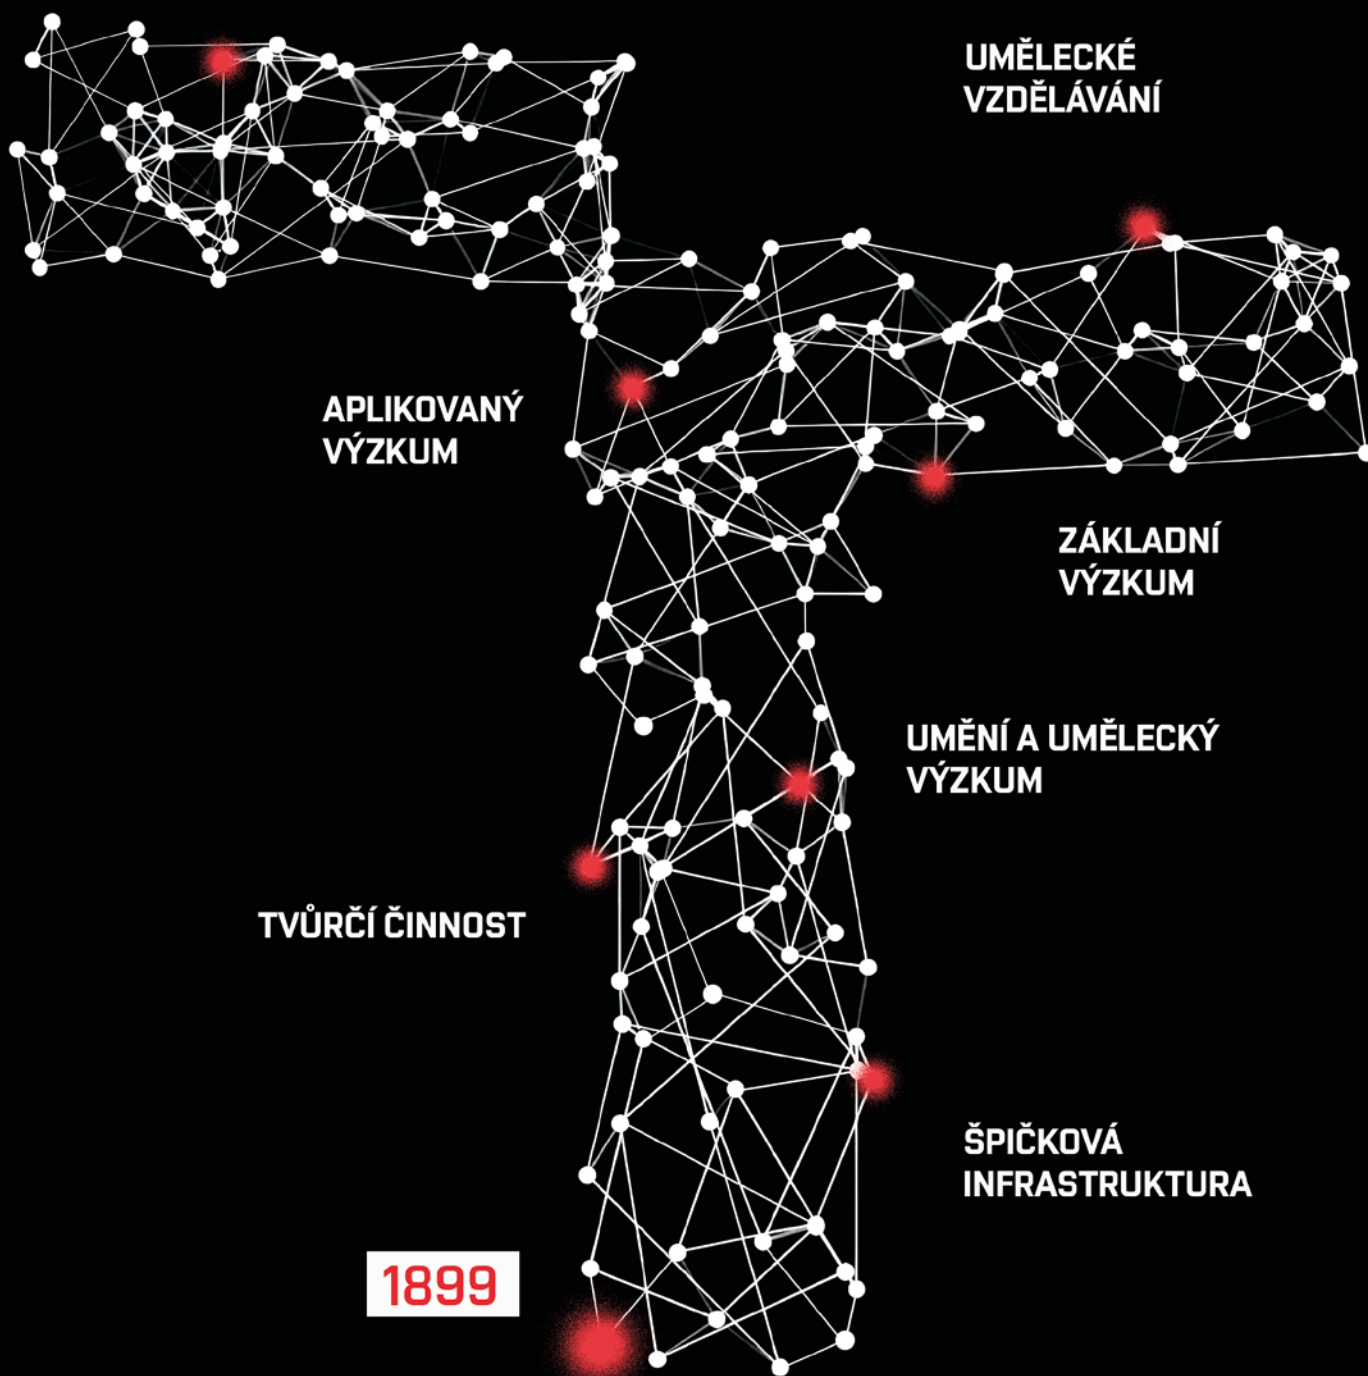 UMĚLECKÉ
VZDĚLÁVÁNÍ
APLIKOVANÝ
VÝZKUM
ZÁKLADNÍ
VÝZKUM
UMĚNÍ A UMĚLECKÝ
VÝZKUM
TVŮRČÍ ČINNOST
ŠPIČKOVÁ
INFRASTRUKTURA
1899